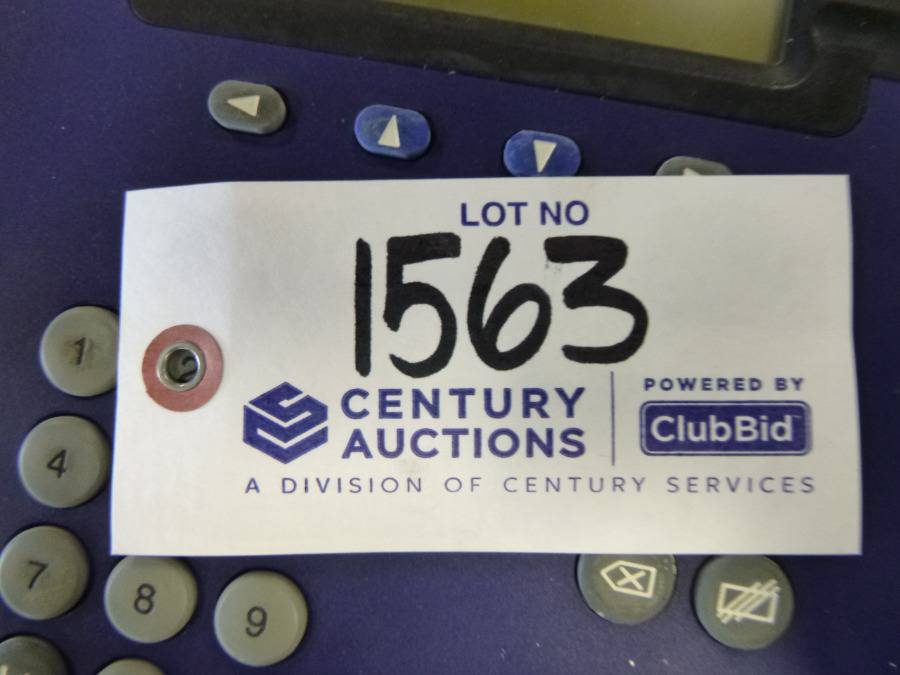 LOT NO
1563
CENTURY
AUCTIONS
POWERED BY
ClubBid
A DIVISION OF CENTURY SERVICES
1
4
7
8
9